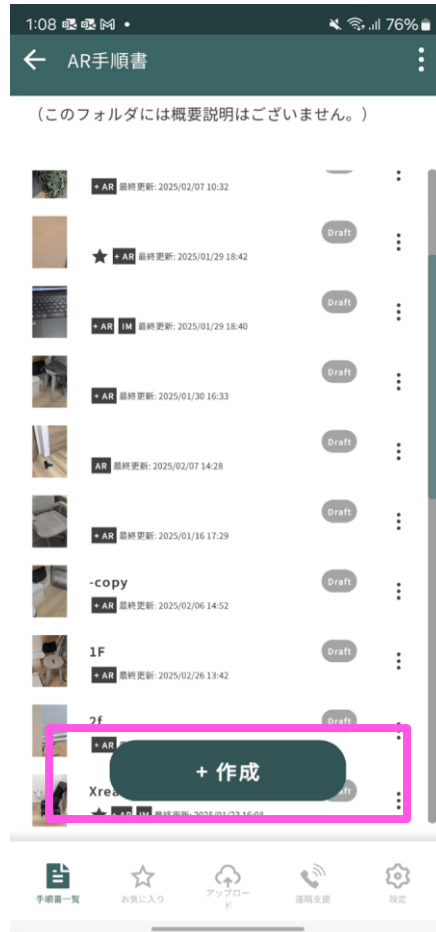 1:08 76%
AR手順書
（このフォルダには概要説明はございません。）
+ AR 最終更新: 2025/02/07 10:32
Draft
★ + AR 最終更新: 2025/01/29 18:42
Draft
+ AR IM 最終更新: 2025/01/29 18:40
Draft
+ AR 最終更新: 2025/01/30 16:33
Draft
AR 最終更新: 2025/02/07 14:28
Draft
+ AR 最終更新: 2025/01/16 17:29
-copy Draft
+ AR 最終更新: 2025/02/06 14:52
1F Draft
+ AR 最終更新: 2025/02/26 13:42
2f Draft
+ AR
+ 作成
手順書一覧 お気に入り アップロー 遠隔支援 設定
ド